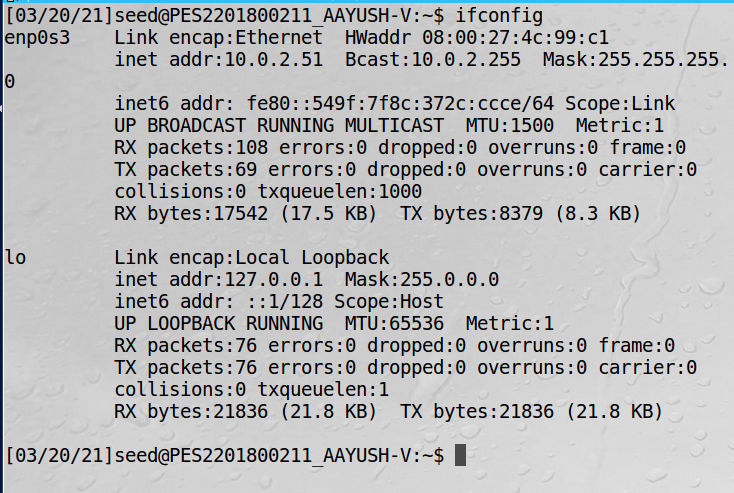 [03/20/21]seed@PES2201800211_AAYUSH-V:~$ ifconfig
enp0s3    Link encap:Ethernet  HWaddr 08:00:27:4c:99:c1
          inet addr:10.0.2.51  Bcast:10.0.2.255  Mask:255.255.255.
0
          inet6 addr: fe80::549f:7f8c:372c:ccce/64 Scope:Link
          UP BROADCAST RUNNING MULTICAST  MTU:1500  Metric:1
          RX packets:108 errors:0 dropped:0 overruns:0 frame:0
          TX packets:69 errors:0 dropped:0 overruns:0 carrier:0
          collisions:0 txqueuelen:1000
          RX bytes:17542 (17.5 KB)  TX bytes:8379 (8.3 KB)

lo        Link encap:Local Loopback
          inet addr:127.0.0.1  Mask:255.0.0.0
          inet6 addr: ::1/128 Scope:Host
          UP LOOPBACK RUNNING  MTU:65536  Metric:1
          RX packets:76 errors:0 dropped:0 overruns:0 frame:0
          TX packets:76 errors:0 dropped:0 overruns:0 carrier:0
          collisions:0 txqueuelen:1
          RX bytes:21836 (21.8 KB)  TX bytes:21836 (21.8 KB)

[03/20/21]seed@PES2201800211_AAYUSH-V:~$